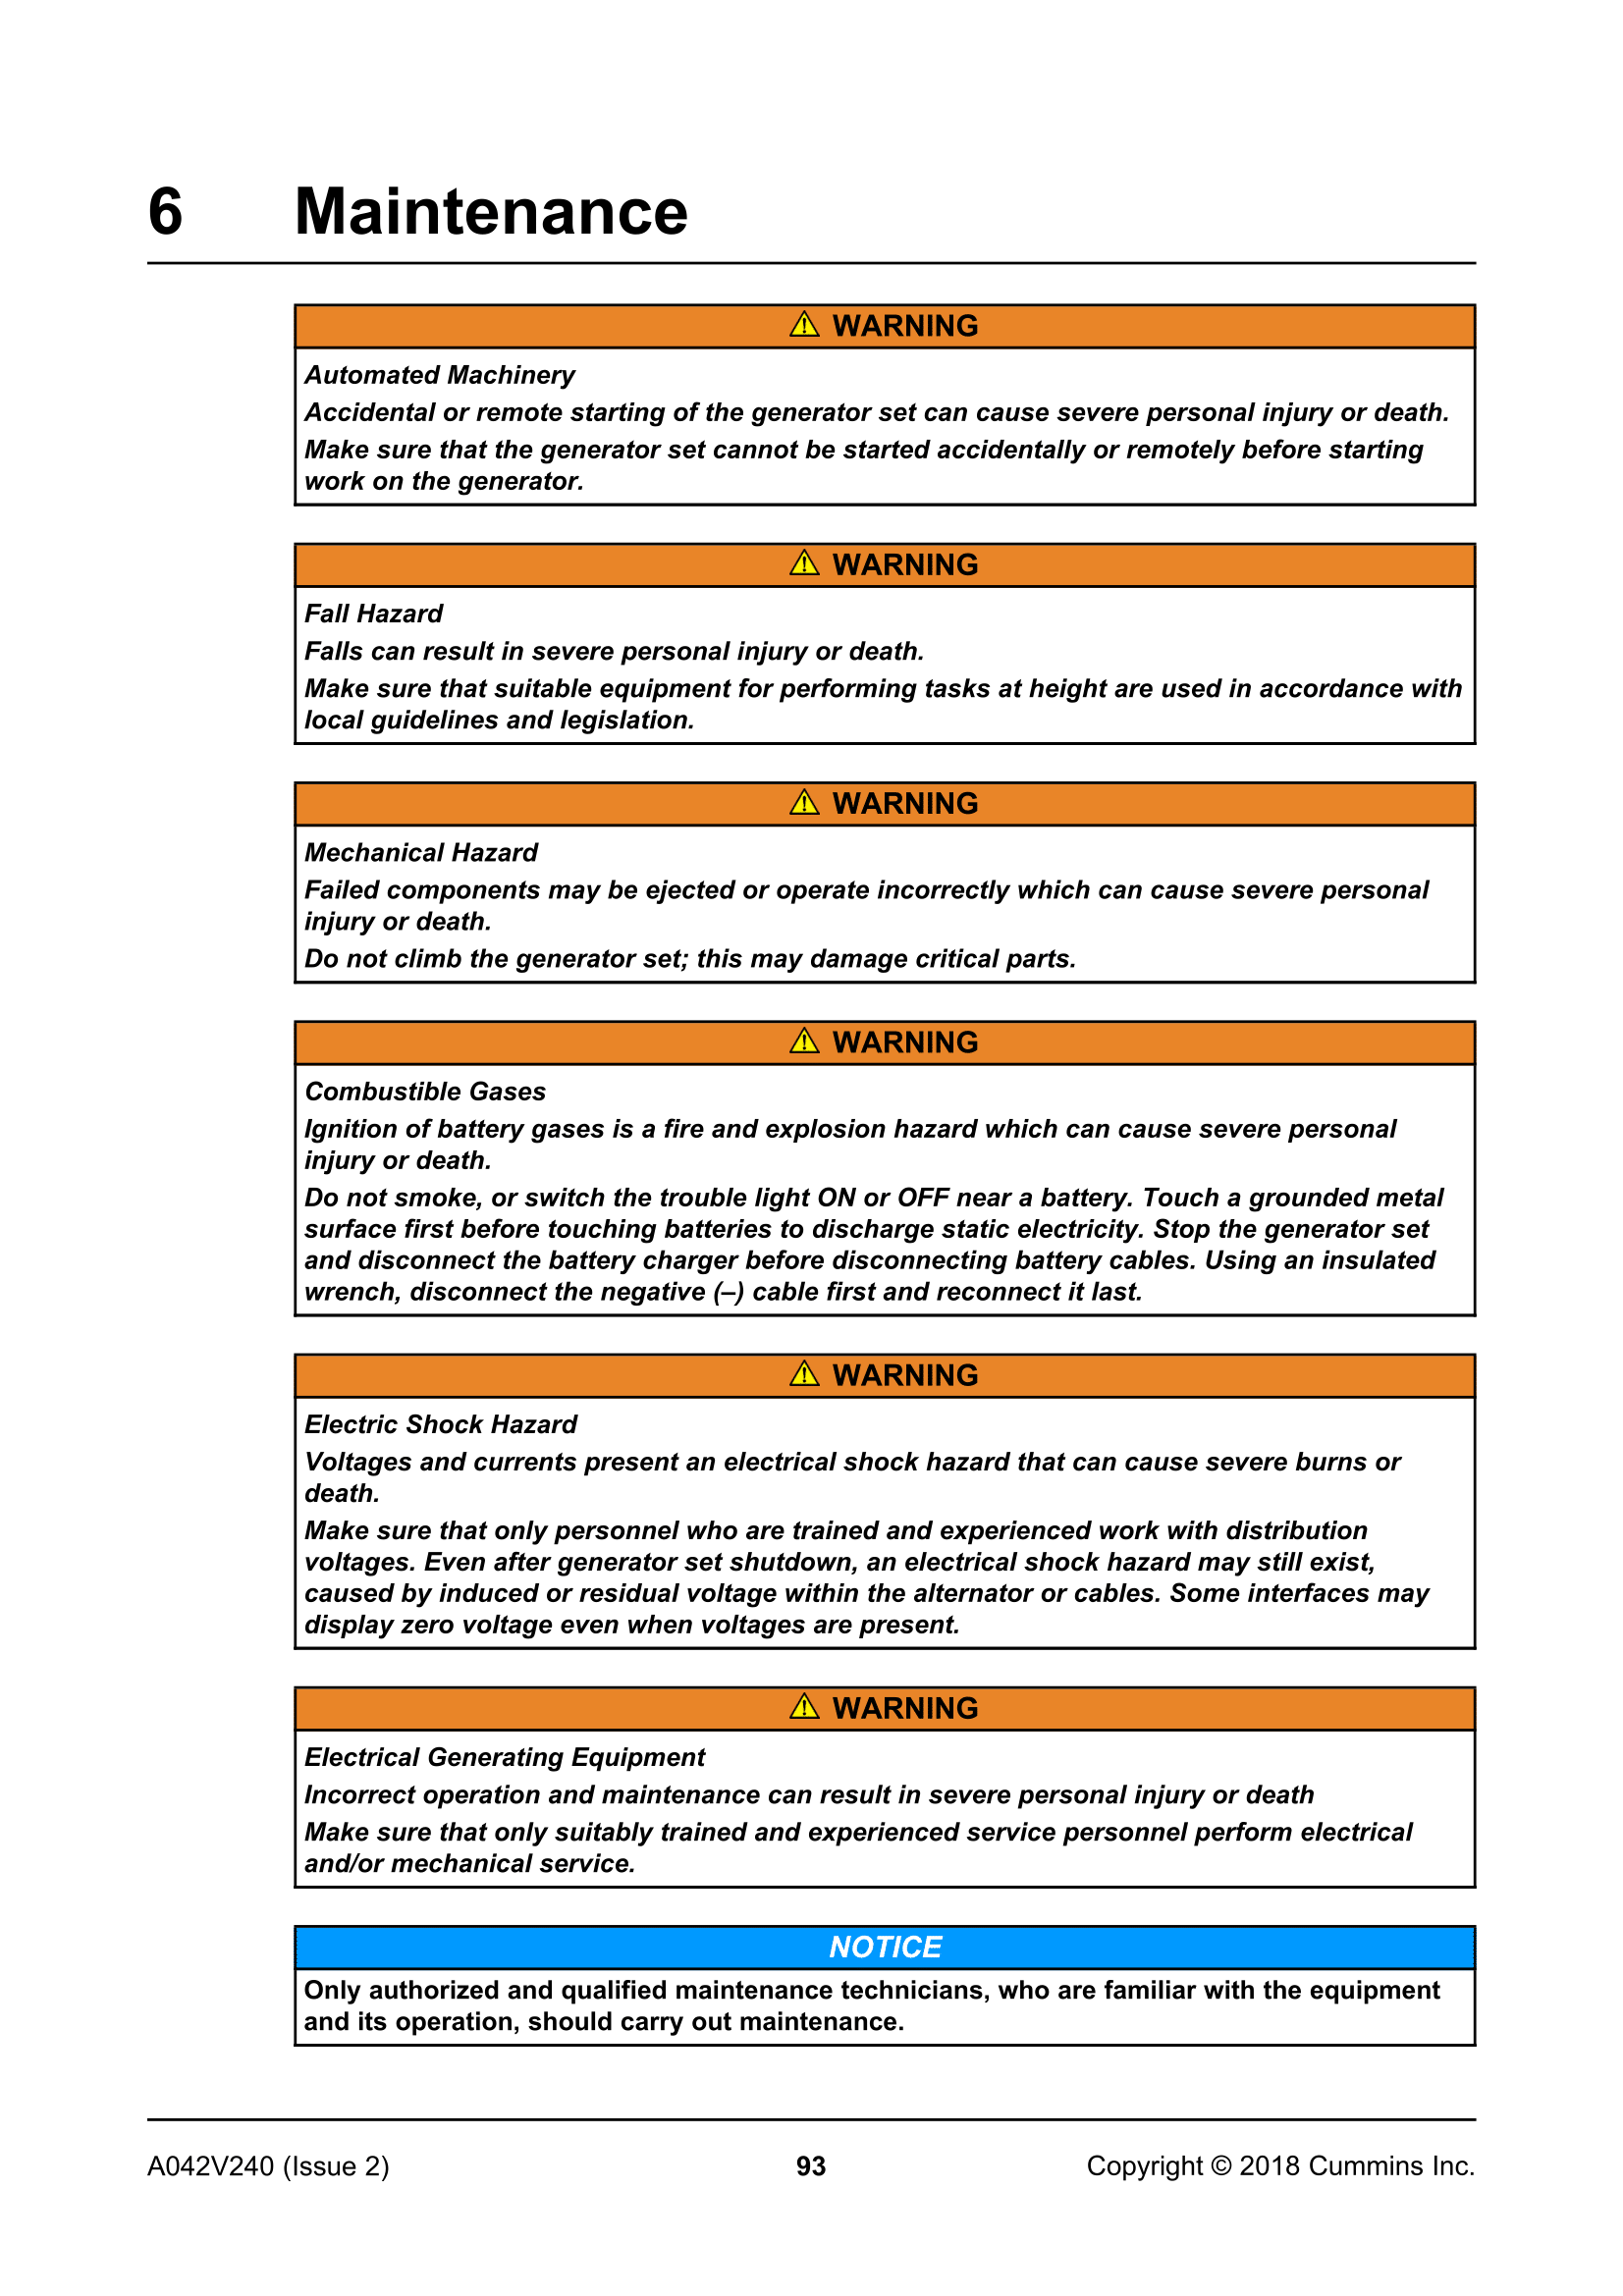 6 Maintenance
WARNING
Automated Machinery
Accidental or remote starting of the generator set can cause severe personal injury or death.
Make sure that the generator set cannot be started accidentally or remotely before starting
work on the generator.
WARNING
Fall Hazard
Falls can result in severe personal injury or death.
Make sure that suitable equipment for performing tasks at height are used in accordance with
local guidelines and legislation.
WARNING
Mechanical Hazard
Failed components may be ejected or operate incorrectly which can cause severe personal
injury or death.
Do not climb the generator set; this may damage critical parts.
WARNING
Combustible Gases
Ignition of battery gases is a fire and explosion hazard which can cause severe personal
injury or death.
Do not smoke, or switch the trouble light ON or OFF near a battery. Touch a grounded metal
surface first before touching batteries to discharge static electricity. Stop the generator set
and disconnect the battery charger before disconnecting battery cables. Using an insulated
wrench, disconnect the negative (–) cable first and reconnect it last.
WARNING
Electric Shock Hazard
Voltages and currents present an electrical shock hazard that can cause severe burns or
death.
Make sure that only personnel who are trained and experienced work with distribution
voltages. Even after generator set shutdown, an electrical shock hazard may still exist,
caused by induced or residual voltage within the alternator or cables. Some interfaces may
display zero voltage even when voltages are present.
WARNING
Electrical Generating Equipment
Incorrect operation and maintenance can result in severe personal injury or death
Make sure that only suitably trained and experienced service personnel perform electrical
and/or mechanical service.
NOTICE
Only authorized and qualified maintenance technicians, who are familiar with the equipment
and its operation, should carry out maintenance.
A042V240 (Issue 2) 93 Copyright © 2018 Cummins Inc.